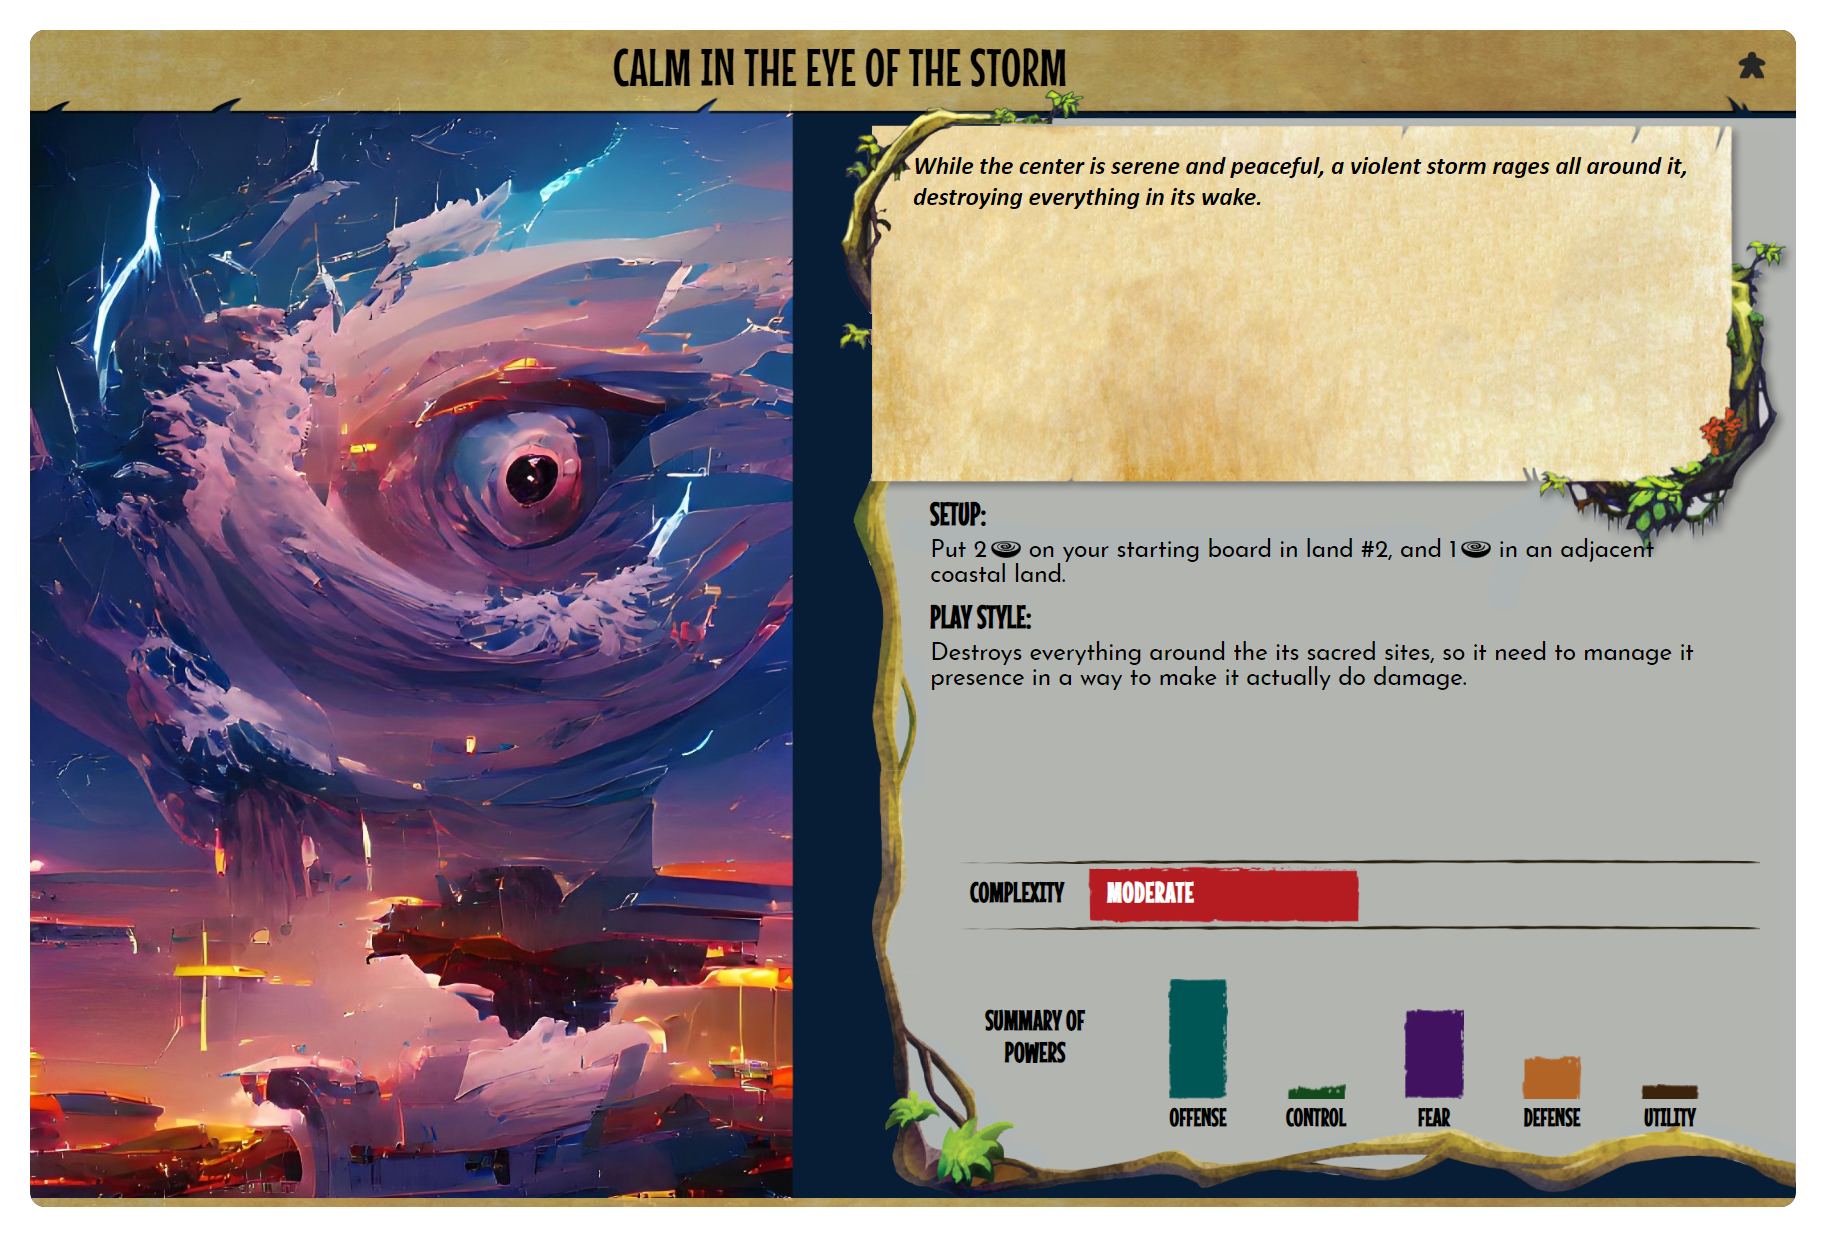 CALM IN THE EYE OF THE STORM
While the center is serene and peaceful, a violent storm rages all around it,
destroying everything in its wake.
SETUP:
Put 2 on your starting board in land #2, and 1 in an adjacent
coastal land.
PLAY STYLE:
Destroys everything around the its sacred sites, so it need to manage it
presence in a way to make it actually do damage.
COMPLEXITY MODERATE
SUMMARY OF
POWERS
OFFENSE CONTROL FEAR DEFENSE UTILITY